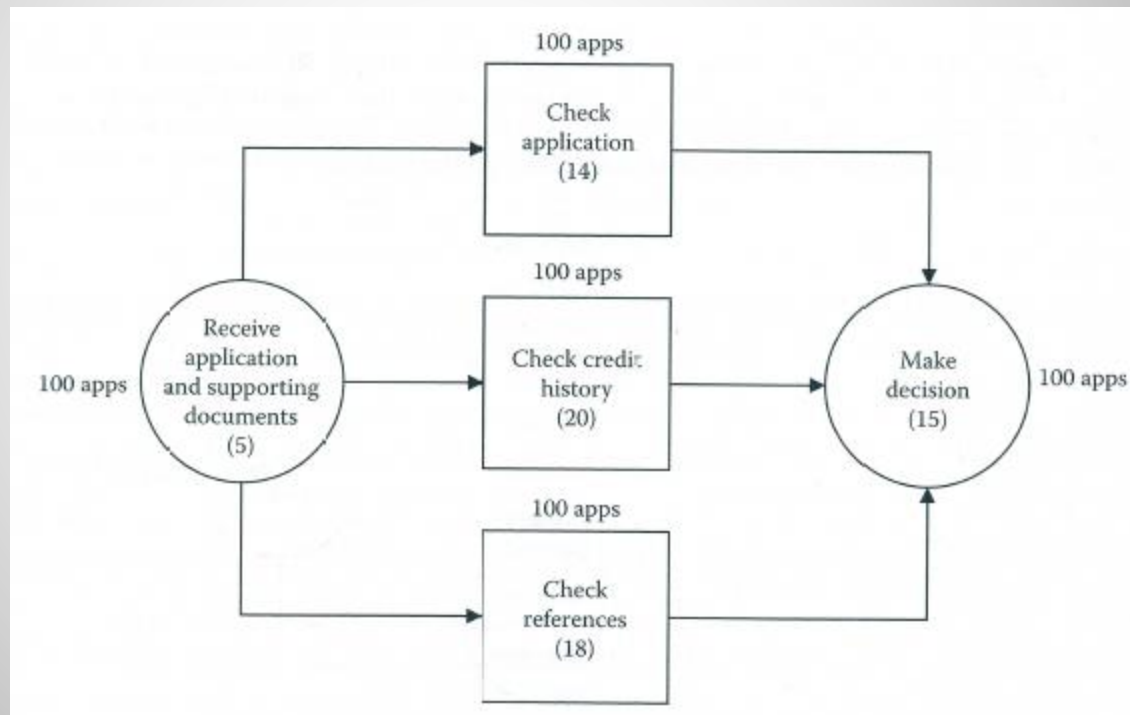 100 apps
Check
application
(14)
100 apps
Receive
application
and supporting
documents
(5)
100 apps
Check credit
history
(20)
Make
decision
(15)
100 apps
100 apps
Check
references
(18)